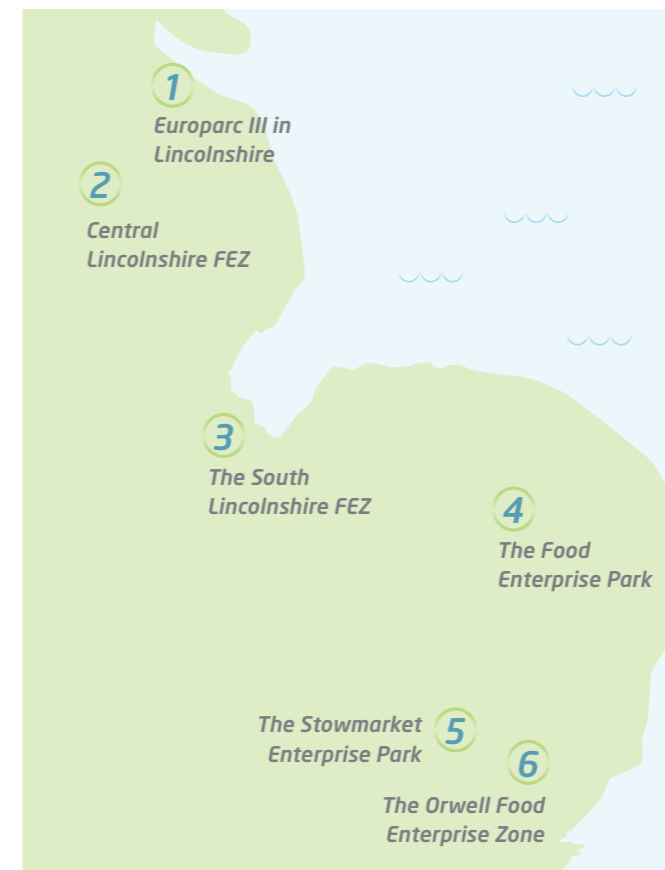 1
Europarc III in
Lincolnshire
2
Central
Lincolnshire FEZ
3
The South
Lincolnshire FEZ
4
The Food
Enterprise Park
The Stowmarket
Enterprise Park
5
6
The Orwell Food
Enterprise Zone